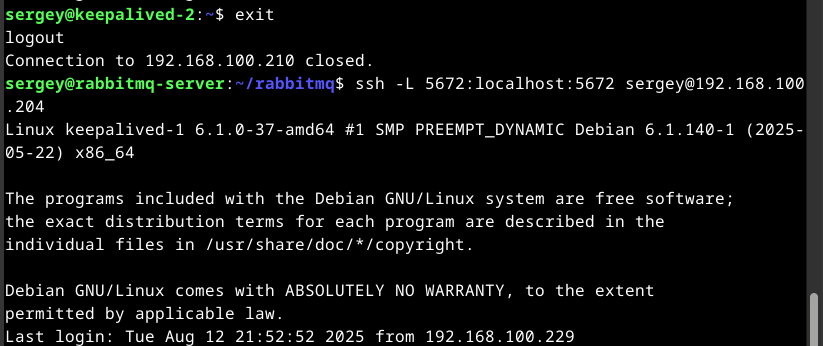 sergey@keepalived-2:~$ exit
logout
Connection to 192.168.100.210 closed.
sergey@rabbitmq-server:~/rabbitmq$ ssh -L 5672:localhost:5672 sergey@192.168.100
.204
Linux keepalived-1 6.1.0-37-amd64 #1 SMP PREEMPT_DYNAMIC Debian 6.1.140-1 (2025-
05-22) x86_64

The programs included with the Debian GNU/Linux system are free software;
the exact distribution terms for each program are described in the
individual files in /usr/share/doc/*/copyright.

Debian GNU/Linux comes with ABSOLUTELY NO WARRANTY, to the extent
permitted by applicable law.
Last login: Tue Aug 12 21:52:52 2025 from 192.168.100.229